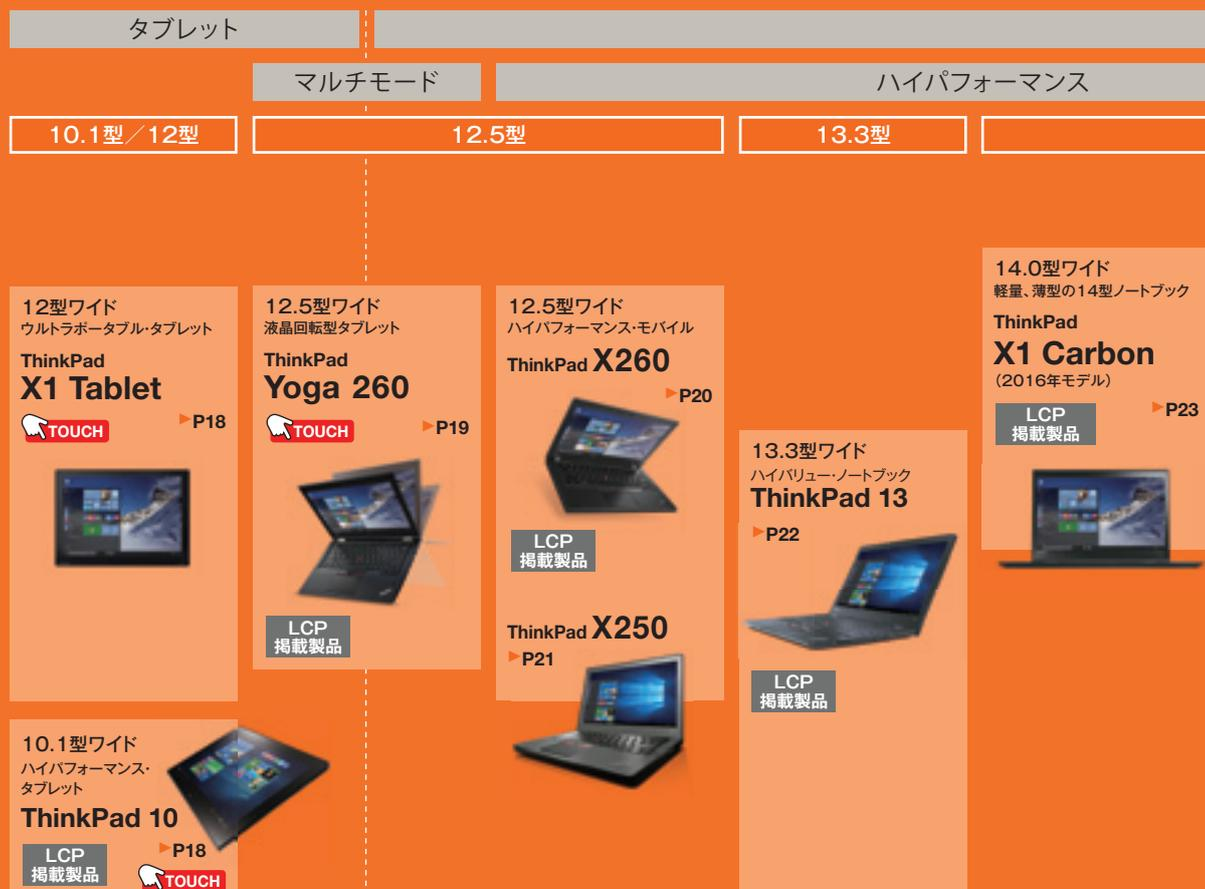 タブレット
マルチモード
ハイパフォーマンス
10.1型／12型
12.5型
13.3型
12型ワイド
ウルトラポータブル・タブレット
ThinkPad
X1 Tablet
TOUCH
▶P18
10.1型ワイド
ハイパフォーマンス・
タブレット
ThinkPad 10
▶P18
LCP
掲載製品
TOUCH
12.5型ワイド
液晶回転型タブレット
ThinkPad
Yoga 260
TOUCH
▶P19
LCP
掲載製品
12.5型ワイド
ハイパフォーマンス・モバイル
ThinkPad X260
▶P20
LCP
掲載製品
ThinkPad X250
▶P21
13.3型ワイド
ハイバリュー・ノートブック
ThinkPad 13
▶P22
LCP
掲載製品
14.0型ワイド
軽量、薄型の14型ノートブック
ThinkPad
X1 Carbon
（2016年モデル）
LCP
掲載製品
▶P23